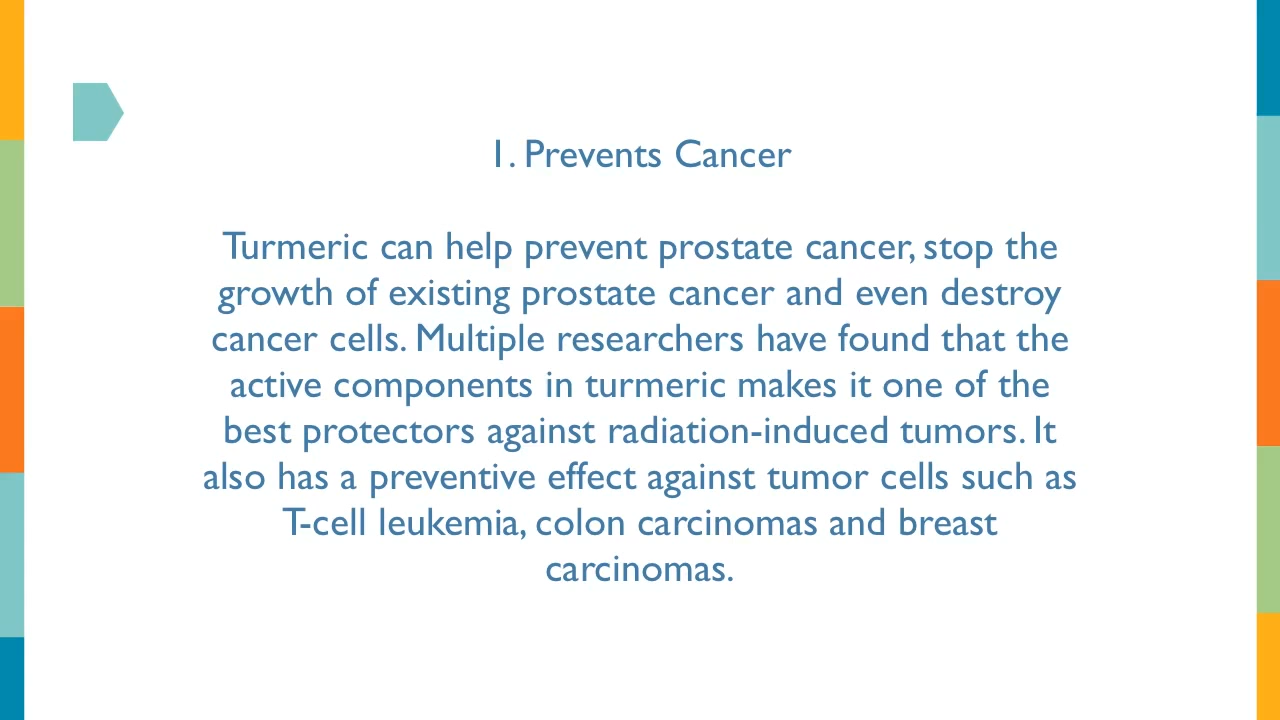 1. Prevents Cancer
Turmeric can help prevent prostate cancer, stop the
growth of existing prostate cancer and even destroy
cancer cells. Multiple researchers have found that the
active components in turmeric makes it one of the
best protectors against radiation-induced tumors. It
also has a preventive effect against tumor cells such as
T-cell leukemia, colon carcinomas and breast
carcinomas.